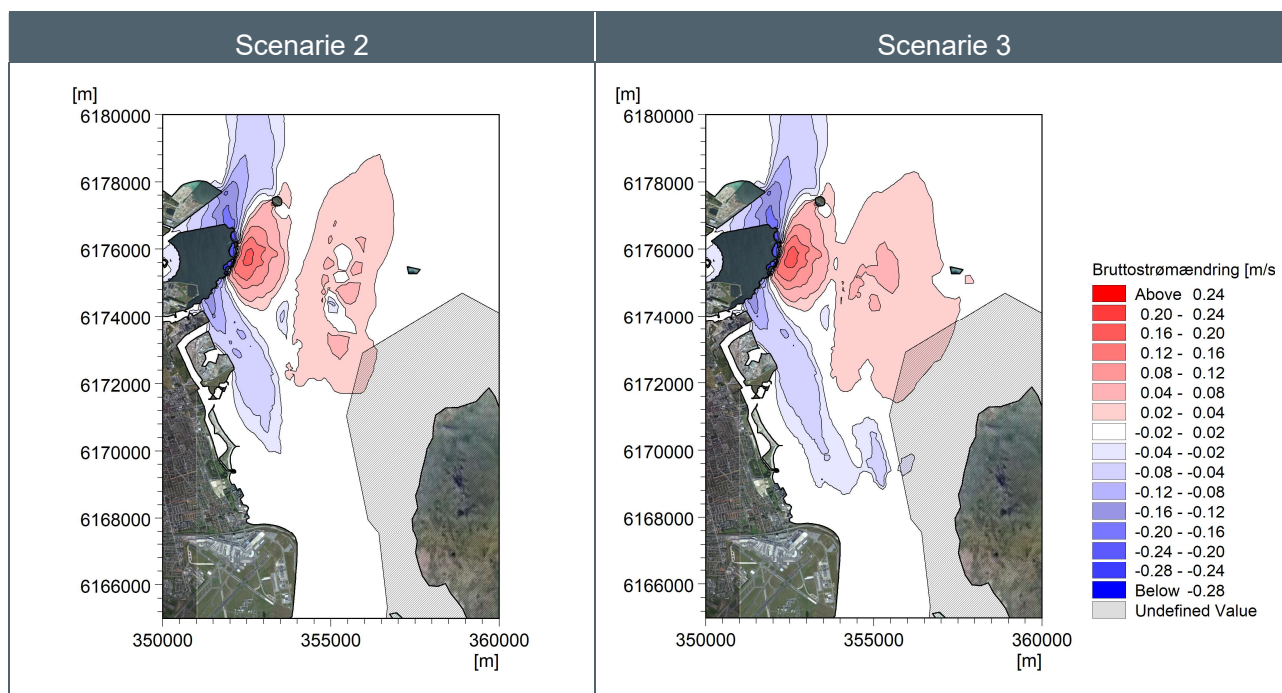 Scenarie 2
Scenarie 3
[m]
6180000
6178000
6176000
6174000
6172000
6170000
6168000
6166000
350000 355000 360000
[m]
[m]
6180000
6178000
6176000
6174000
6172000
6170000
6168000
6166000
350000 355000 360000
[m]
Bruttostrømændring [m/s
Above 0.24
0.20 - 0.24
0.16 - 0.20
0.12 - 0.16
0.08 - 0.12
0.04 - 0.08
0.02 - 0.04
-0.02 - 0.02
-0.04 - -0.02
-0.08 - -0.04
-0.12 - -0.08
-0.16 - -0.12
-0.20 - -0.16
-0.24 - -0.20
-0.28 - -0.24
Below -0.28
Undefined Value